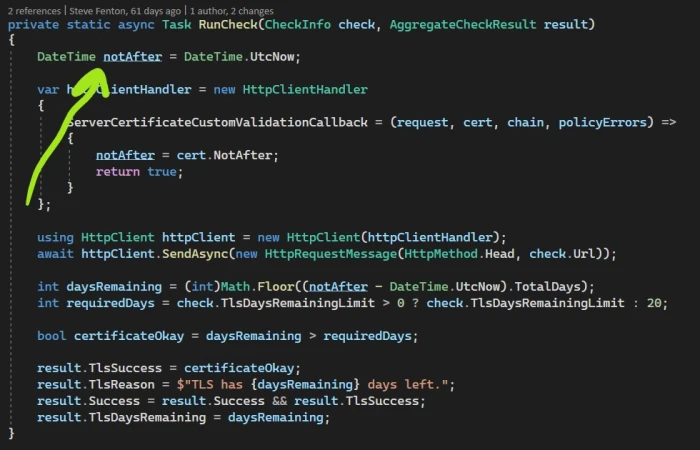 2 references | Steve Fenton, 61 days ago | 1 author, 2 changes
private static async Task RunCheck(CheckInfo check, AggregateCheckResult result)
{
DateTime notAfter = DateTime.UtcNow;
var ClientHandler = new HttpClientHandler
{
ServerCertificateCustomValidationCallback = (request, cert, chain, policyErrors) =>
{
notAfter = cert.NotAfter;
return true;
}
};
using HttpClient httpClient = new HttpClient(httpClientHandler);
await httpClient.SendAsync(new HttpRequestMessage(HttpMethod.Head, check.Url));
int daysRemaining = (int)Math.Floor((notAfter - DateTime.UtcNow).TotalDays);
int requiredDays = check.TlsDaysRemainingLimit > 0 ? check.TlsDaysRemainingLimit : 20;
bool certificateOkay = daysRemaining > requiredDays;
result.TlsSuccess = certificateOkay;
result.TlsReason = $"TLS has {daysRemaining} days left.";
result.Success = result.Success && result.TlsSuccess;
result.TlsDaysRemaining = daysRemaining;
}